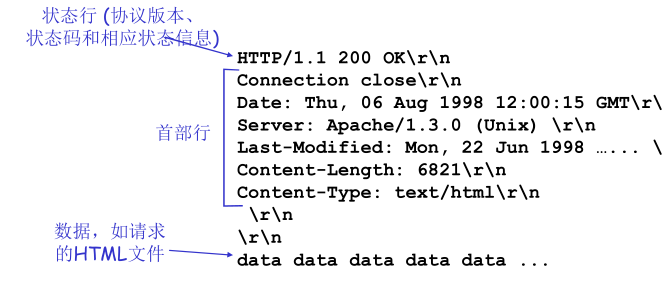 状态行 (协议版本、
状态码和相应状态信息)
HTTP/1.1 200 OK\r\n
Connection close\r\n
Date: Thu, 06 Aug 1998 12:00:15 GMT\r\
Server: Apache/1.3.0 (Unix) \r\n
首部行
Last-Modified: Mon, 22 Jun 1998 …... \
Content-Length: 6821\r\n
Content-Type: text/html\r\n
\r\n
数据，如请求
的HTML文件
\r\n
data data data data data ...